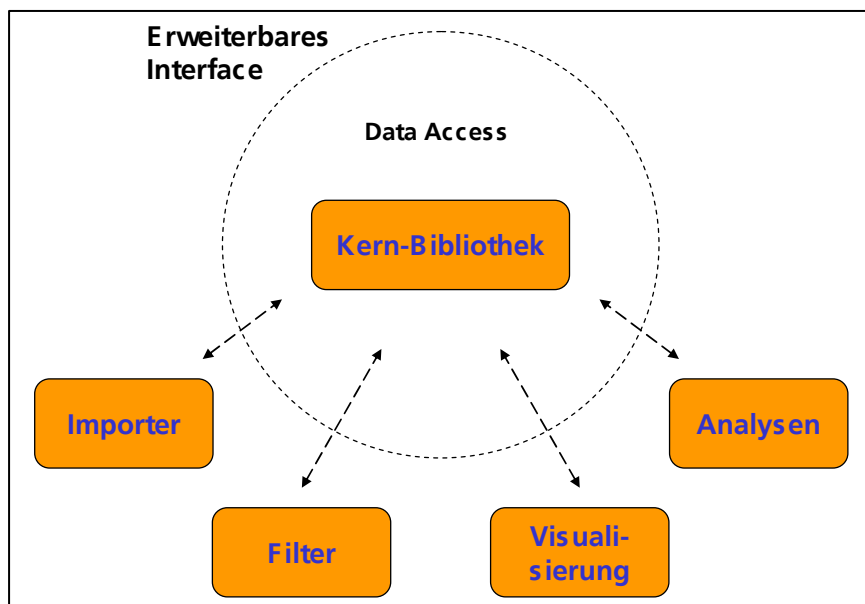 Erweiterbares
Interface
Data Access
Kern-Bibliothek
Importer
Analysen
Filter
Visuali-
sierung